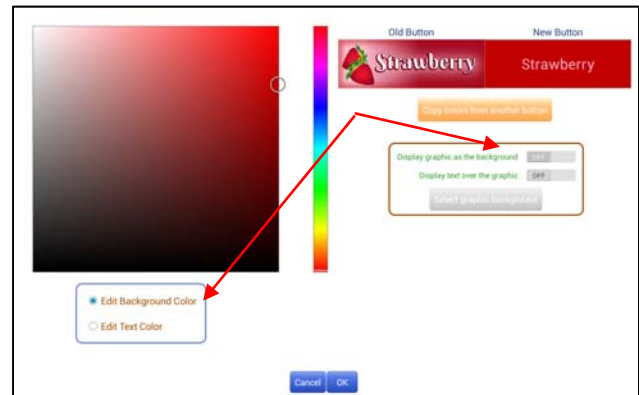 Old Button New Button
Strawberry Strawberry
Copy colors from another button
Display graphic as the background OFF
Display text over the graphic OFF
Select graphic background
Edit Background Color
Edit Text Color
Cancel OK